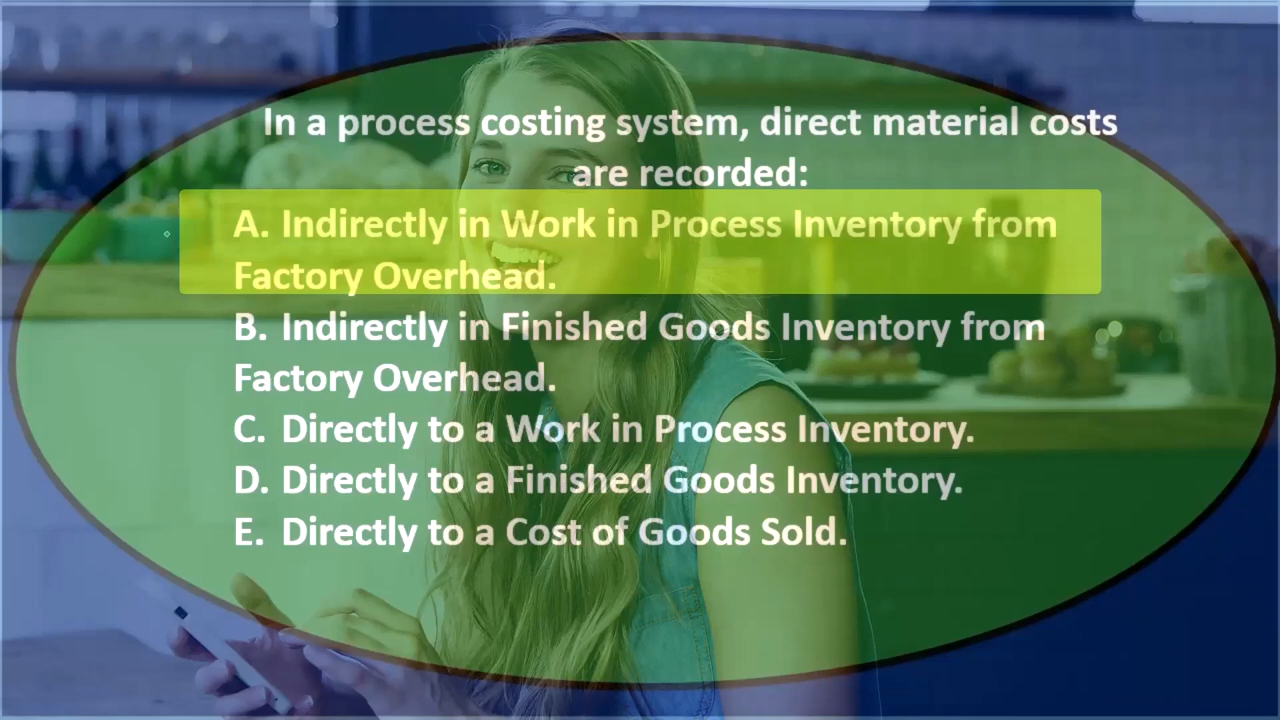 In a process costing system, direct material costs
are recorded:
A. Indirectly in Work in Process Inventory from
Factory Overhead.
B. Indirectly in Finished Goods Inventory from
Factory Overhead.
C. Directly to a Work in Process Inventory.
D. Directly to a Finished Goods Inventory.
E. Directly to a Cost of Goods Sold.